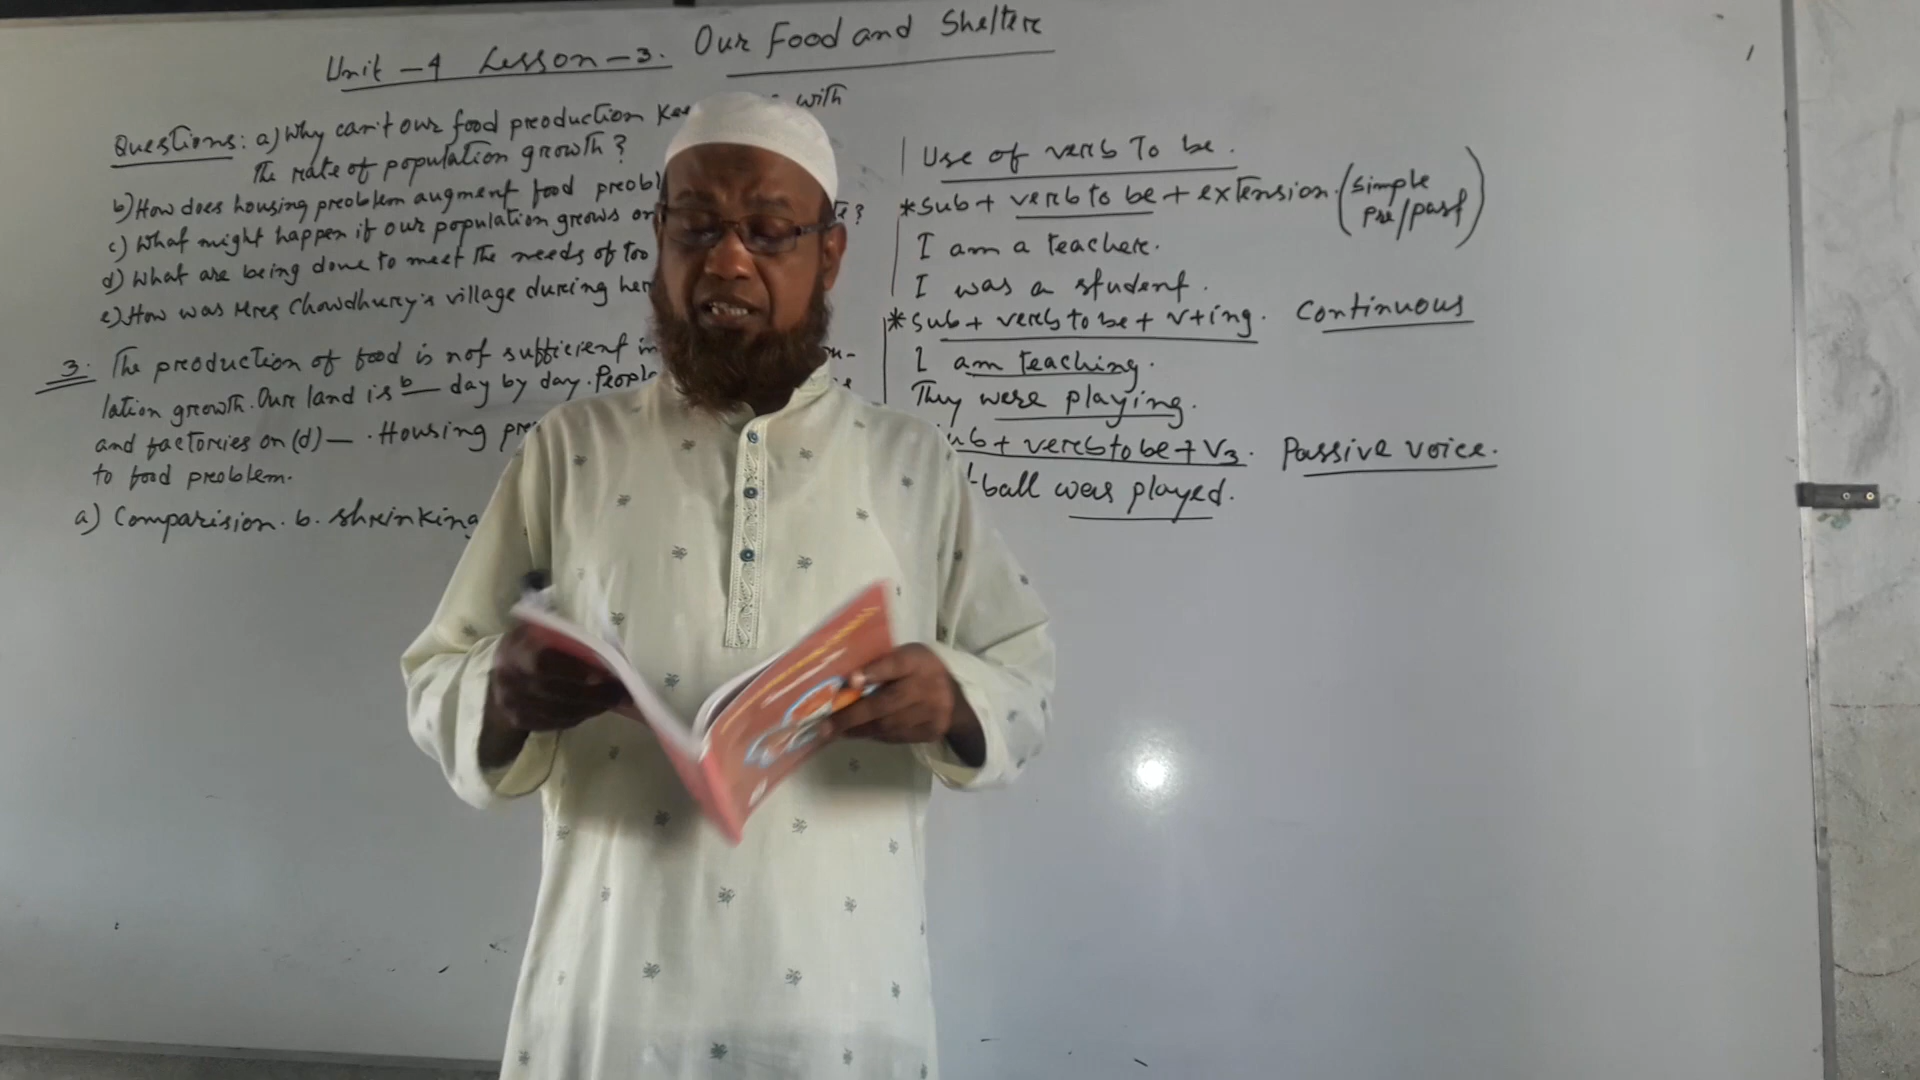 Unit - 4 Lesson - 3. Our Food and Shelter
Questions: a) Why can't our food production with
the rate of population growth?
b) How does housing problem augment food
c) What might happen if our population grows
d) What are being done to meet the needs of too
e) How was Mrs Chowdhury's village during her
3. The production of food is not sufficient in
lation growth. Our land is b__ day by day. People
and factories on (d) __ . Housing
to food problem.
a) Comparision. b. shrinking
Use of verb To be.
*Sub + verb to be + extension. (simple
pre/past)
I am a teacher.
I was a student.
*Sub + verb to be + v+ing. Continuous
I am teaching.
They were playing.
+ verb to be + V3. Passive voice.
ball was played.